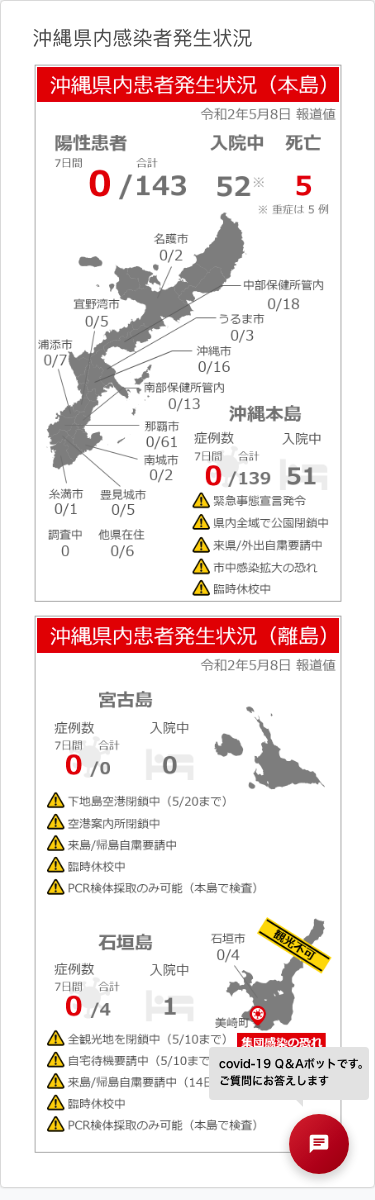 沖縄県内感染者発生状況
沖縄県内患者発生状況（本島）
令和2年5月8日 報道値
陽性患者 入院中 死亡
7日間 合計
0 /143 52※ 5
※ 重症は 5 例
名護市
0/2
中部保健所管内
0/18
宜野湾市
0/5
うるま市
0/3
浦添市
0/7
沖縄市
0/16
南部保健所管内
0/13
沖縄本島
那覇市
0/61
症例数 入院中
7日間 合計
0 /139 51
南城市
0/2
糸満市
0/1
豊見城市
0/5
調査中
0
他県在住
0/6
緊急事態宣言発令
県内全域で公園閉鎖中
来県/外出自粛要請中
市中感染拡大の恐れ
臨時休校中
沖縄県内患者発生状況（離島）
令和2年5月8日 報道値
宮古島
症例数 入院中
7日間 合計
0 /0 0
下地島空港閉鎖中（5/20まで）
空港案内所閉鎖中
来島/帰島自粛要請中
臨時休校中
PCR検体採取のみ可能（本島で検査）
石垣島
石垣市
0/4
観光不可
症例数 入院中
7日間 合計
0 /4 1
美崎町
集団感染の恐れ
全観光地を閉鎖中（5/10まで）
自宅待機要請中（5/10まで
来島/帰島自粛要請中（14日
臨時休校中
PCR検体採取のみ可能（本島で検査）
covid-19 Q&Aボットです。
ご質問にお答えします